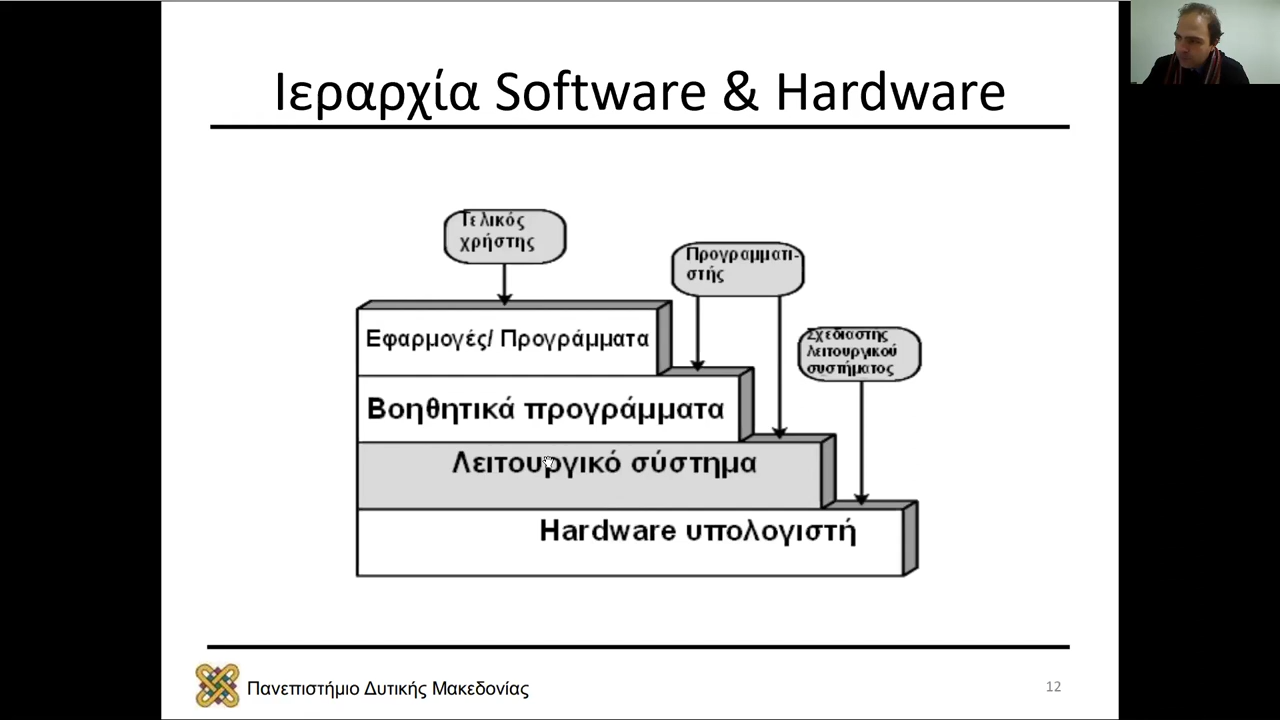 Ιεραρχία Software & Hardware
Τελικός
χρήστης
Προγραμματι-
στής
Σχεδιαστης
Λειτουργικού
συστήματος
Εφαρμογές/ Προγράμματα
Βοηθητικά προγράμματα
Λειτουργικό σύστημα
Hardware υπολογιστή
Πανεπιστήμιο Δυτικής Μακεδονίας
12